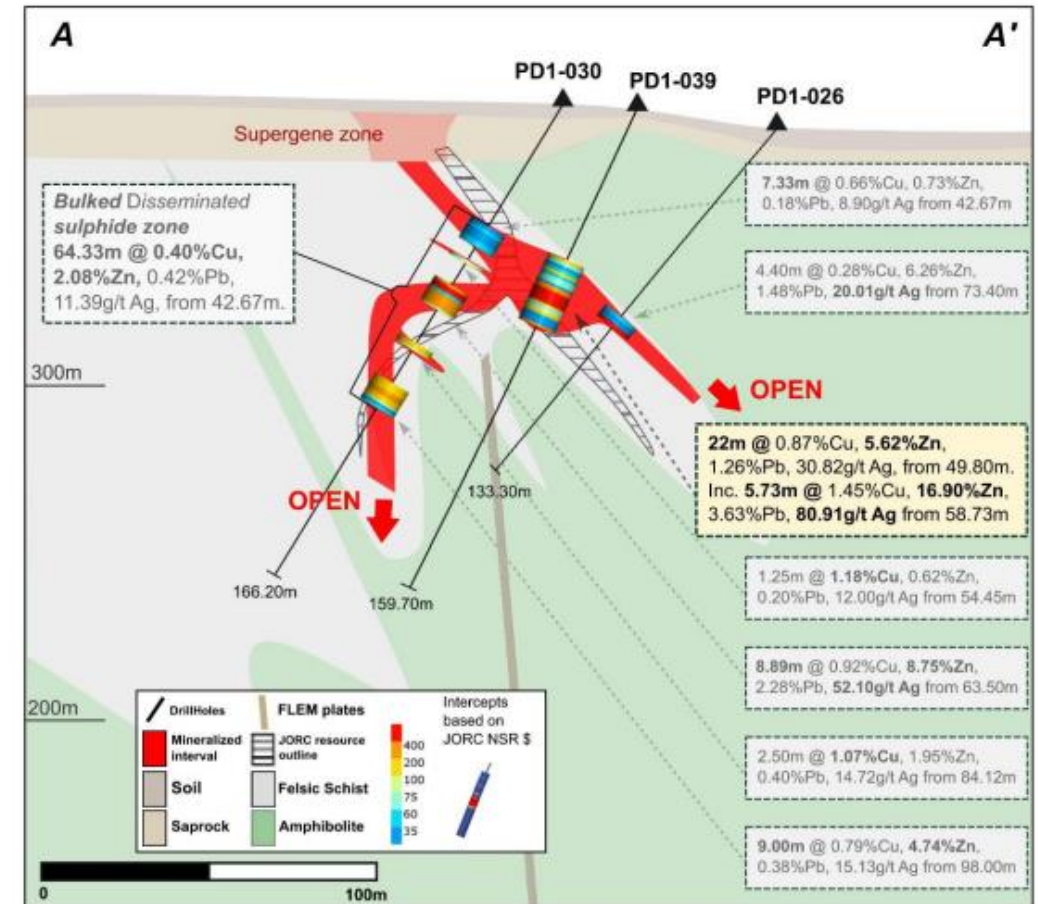 A
A'
PD1-030
PD1-039
PD1-026
Supergene zone
Bulked Disseminated
sulphide zone
64.33m @ 0.40%Cu,
2.08%Zn, 0.42%Pb,
11.39g/t Ag, from 42.67m.
7.33m @ 0.66%Cu, 0.73%Zn,
0.18%Pb, 8.90g/t Ag from 42.67m
4.40m @ 0.28%Cu, 6.26%Zn,
1.48%Pb, 20.01g/t Ag from 73.40m
300m
OPEN
22m @ 0.87%Cu, 5.62%Zn,
1.26%Pb, 30.82g/t Ag, from 49.80m.
Inc. 5.73m @ 1.45%Cu, 16.90%Zn,
3.63%Pb, 80.91g/t Ag from 58.73m
OPEN
133.30m
166.20m
159.70m
1.25m @ 1.18%Cu, 0.62%Zn,
0.20%Pb, 12.00g/t Ag from 54.45m
8.89m @ 0.92%Cu, 8.75%Zn,
2.28%Pb, 52.10g/t Ag from 63.50m
200m
2.50m @ 1.07%Cu, 1.95%Zn,
0.40%Pb, 14.72g/t Ag from 84.12m
9.00m @ 0.79%Cu, 4.74%Zn,
0.38%Pb, 15.13g/t Ag from 98.00m
DrillHoles
FLEM plates
Mineralized
interval
JORC resource
outline
Soil
Felsic Schist
Saprock
Amphibolite
400
200
100
75
60
35
Intercepts
based on
JORC NSR $
0
100m